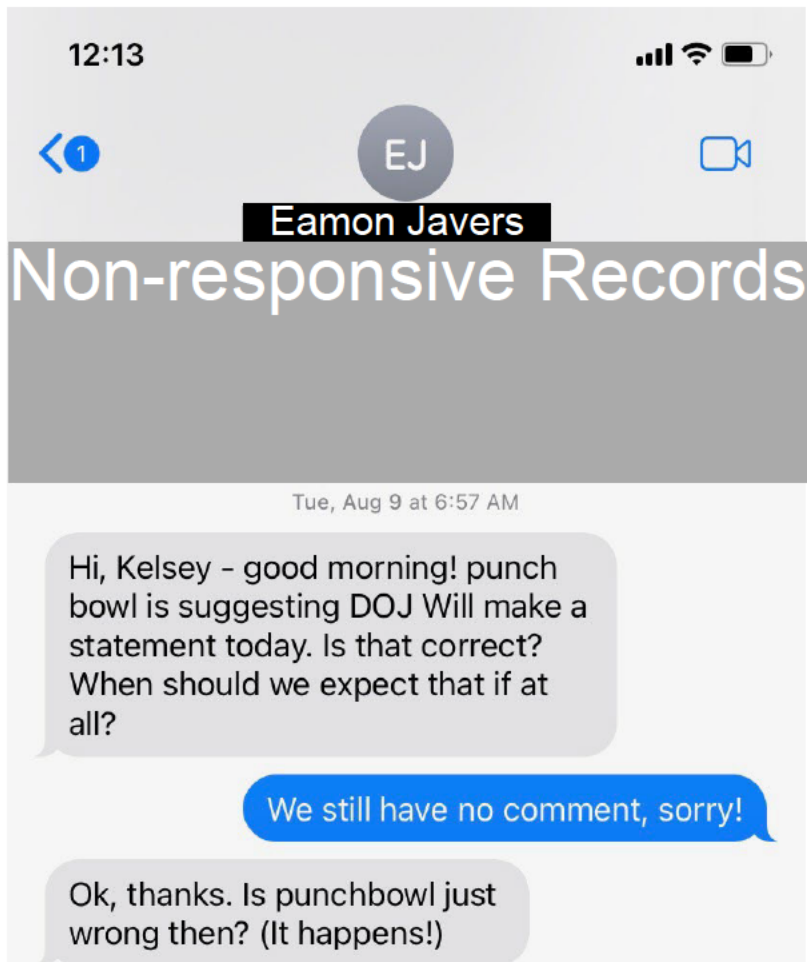 12:13
1
EJ
Eamon Javers
Non-responsive Records
Tue, Aug 9 at 6:57 AM
Hi, Kelsey - good morning! punch
bowl is suggesting DOJ Will make a
statement today. Is that correct?
When should we expect that if at
all?
We still have no comment, sorry!
Ok, thanks. Is punchbowl just
wrong then? (It happens!)